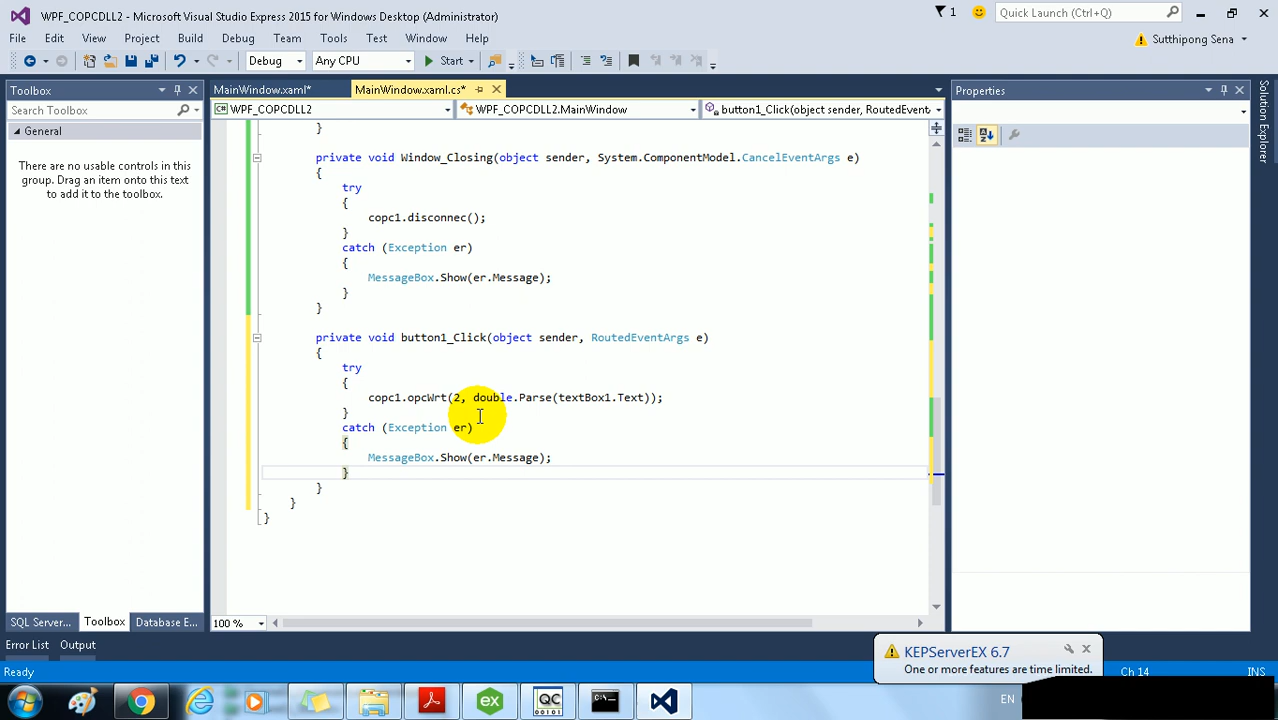 WPF_COPCDLL2 - Microsoft Visual Studio Express 2015 for Windows Desktop (Administrator)
1
Quick Launch (Ctrl+Q)
File Edit View Project Build Debug Team Tools Test Window Help
Sutthipong Sena
Debug Any CPU Start
Toolbox
MainWindow.xaml*
MainWindow.xaml.cs*
Properties
Search Toolbox
WPF_COPCDLL2
WPF_COPCDLL2.MainWindow
button1_Click(object sender, RoutedEvent
General
There are no usable controls in this
group. Drag an item onto this text
to add it to the toolbox.
}
private void Window_Closing(object sender, System.ComponentModel.CancelEventArgs e)
{
try
{
copc1.disconnec();
}
catch (Exception er)
{
MessageBox.Show(er.Message);
}
}
private void button1_Click(object sender, RoutedEventArgs e)
{
try
{
copc1.opcWrt(2, double.Parse(textBox1.Text));
}
catch (Exception er)
{
MessageBox.Show(er.Message);
}
}
}
}
Solution Explorer
SQL Server... Toolbox Database E...
100 %
Error List Output
KEPServerEX 6.7
One or more features are time limited.
Ready
Ch 14
INS
ex
QC
00101
C:\
EN